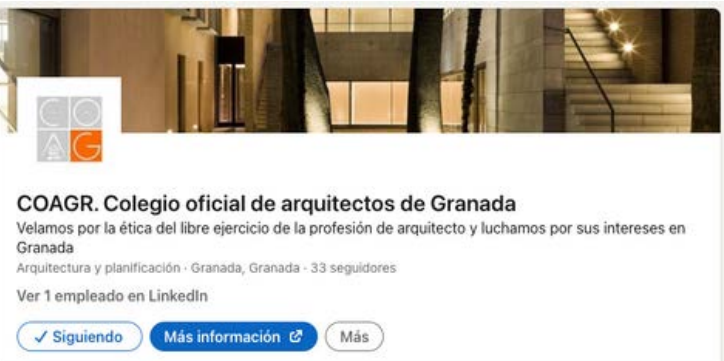 CO
AG
COAGR. Colegio oficial de arquitectos de Granada
Velamos por la ética del libre ejercicio de la profesión de arquitecto y luchamos por sus intereses en
Granada
Arquitectura y planificación · Granada, Granada · 33 seguidores
Ver 1 empleado en LinkedIn
✓ Siguiendo Más información Más